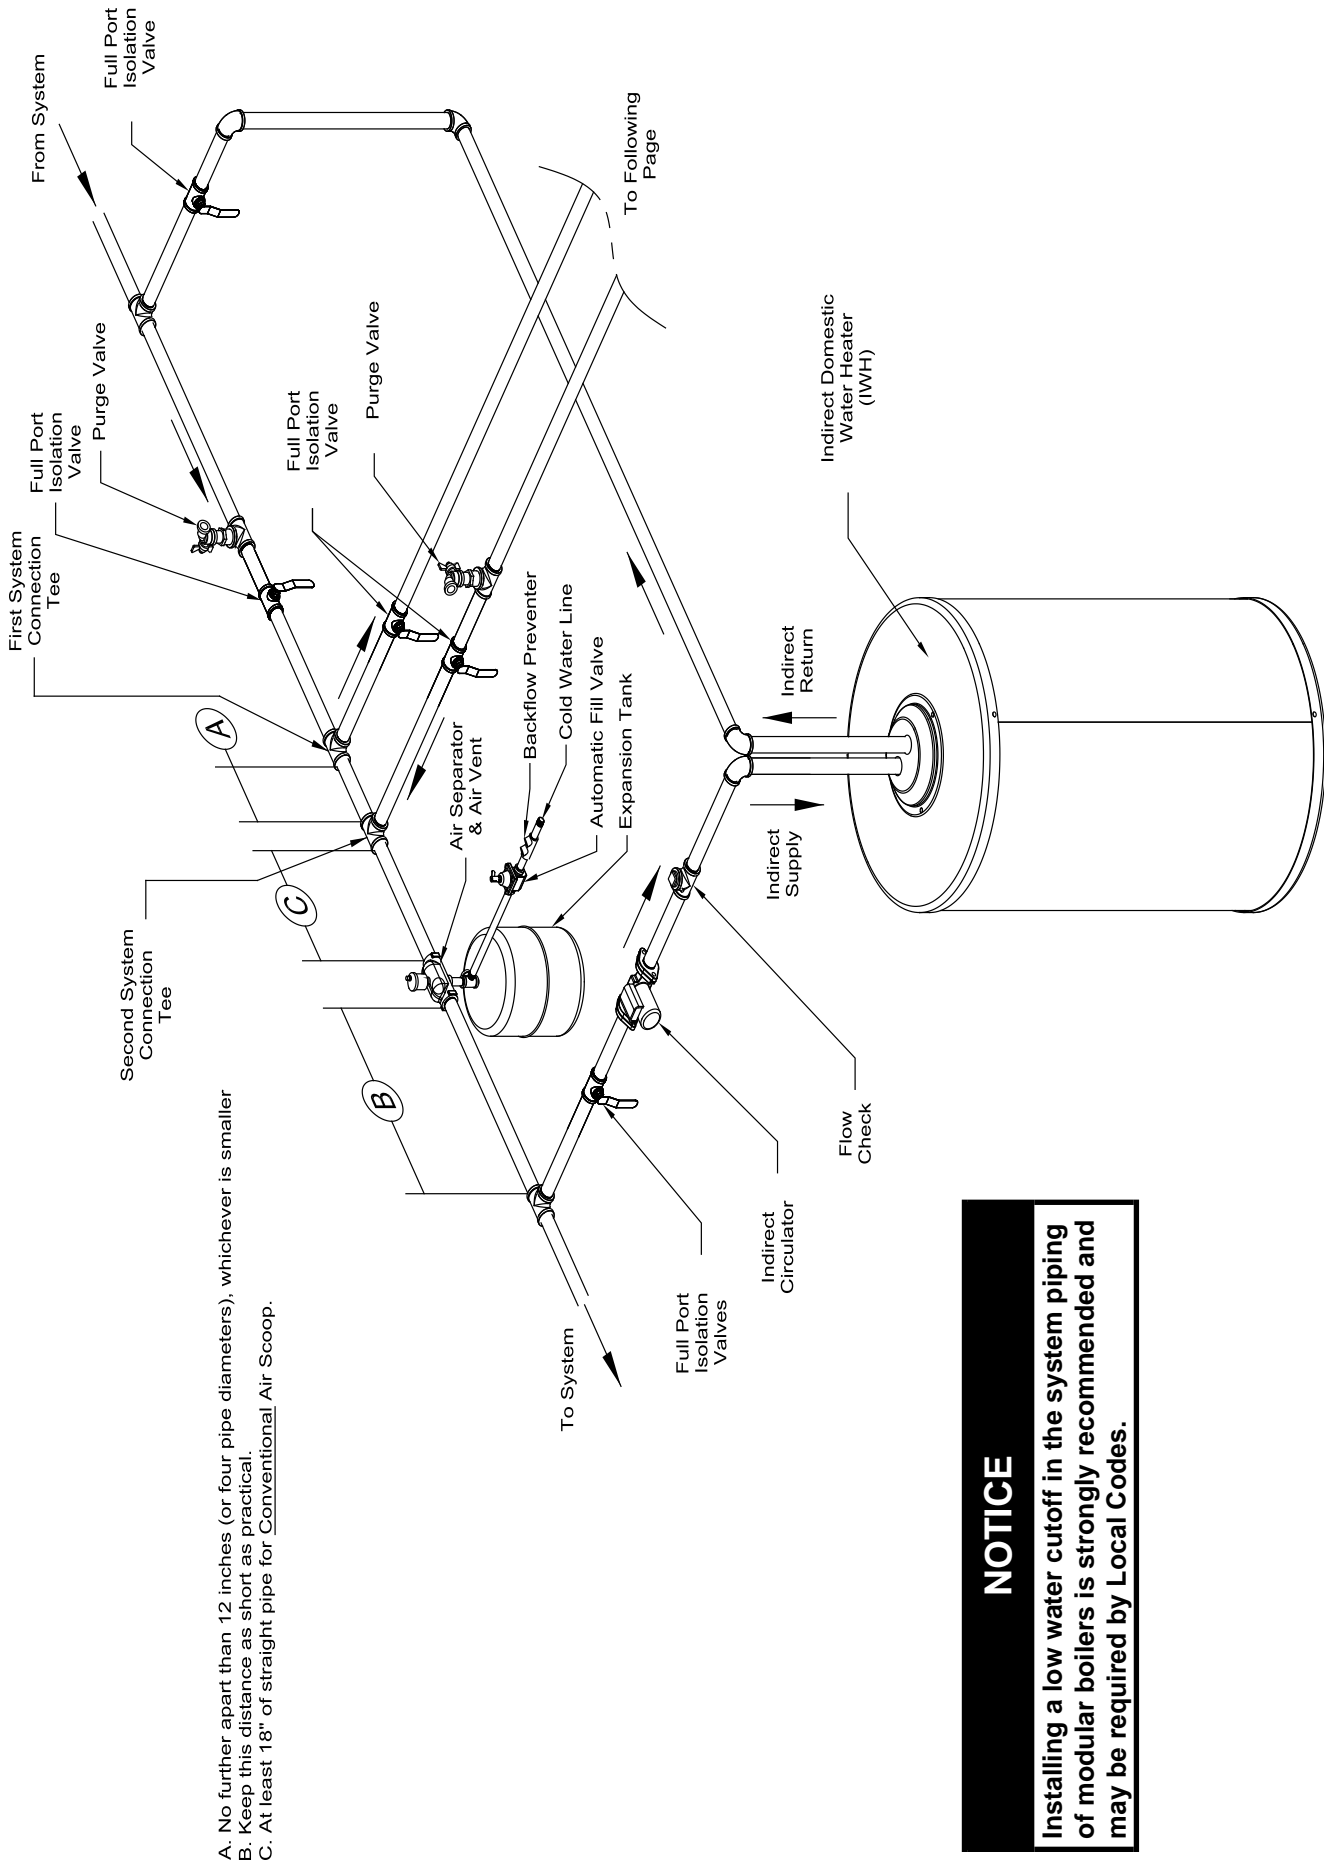 A. No further apart than 12 inches (or four pipe diameters), whichever is smaller
B. Keep this distance as short as practical.
C. At least 18" of straight pipe for Conventional Air Scoop.
From System
Full Port
Isolation
Valve
First System
Connection
Tee
Full Port
Isolation
Valve
Purge Valve
A
Second System
Connection
Tee
C
B
Full Port
Isolation
Valve
Purge Valve
To Following
Page
Air Separator
& Air Vent
Backflow Preventer
Cold Water Line
Automatic Fill Valve
Expansion Tank
To System
Full Port
Isolation
Valves
Indirect
Circulator
Flow
Check
Indirect
Supply
Indirect
Return
Indirect Domestic
Water Heater
(IWH)
NOTICE
Installing a low water cutoff in the system piping
of modular boilers is strongly recommended and
may be required by Local Codes.